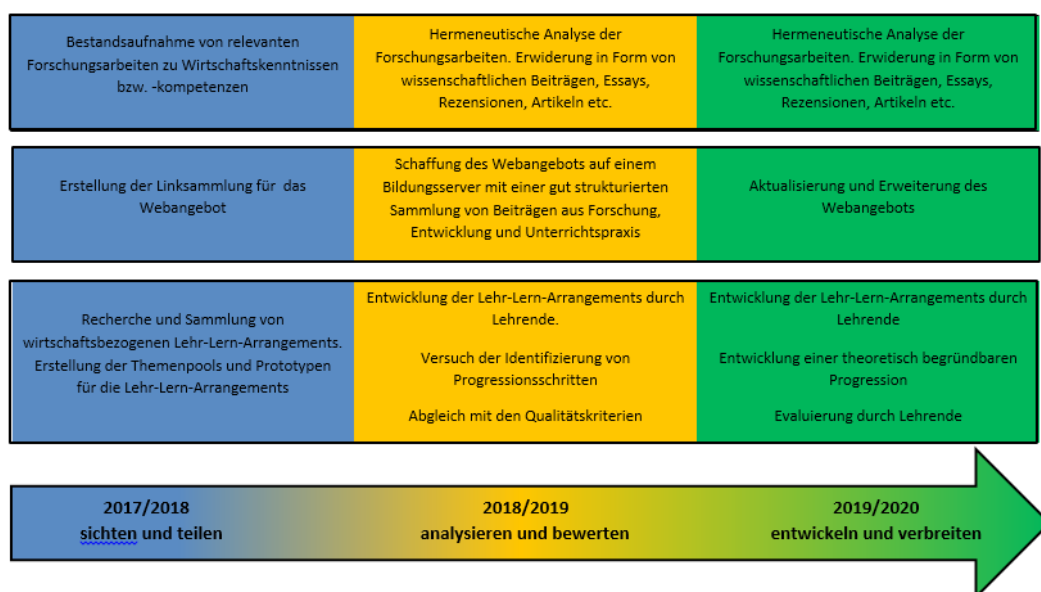 Bestandsaufnahme von relevanten
Forschungsarbeiten zu Wirtschaftskenntnissen
bzw. -kompetenzen
Hermeneutische Analyse der
Forschungsarbeiten. Erwiderung in Form von
wissenschaftlichen Beiträgen, Essays,
Rezensionen, Artikeln etc.
Hermeneutische Analyse der
Forschungsarbeiten. Erwiderung in Form von
wissenschaftlichen Beiträgen, Essays,
Rezensionen, Artikeln etc.
Erstellung der Linksammlung für das
Webangebot
Schaffung des Webangebots auf einem
Bildungsserver mit einer gut strukturierten
Sammlung von Beiträgen aus Forschung,
Entwicklung und Unterrichtspraxis
Aktualisierung und Erweiterung des
Webangebots
Recherche und Sammlung von
wirtschaftsbezogenen Lehr-Lern-Arrangements.
Erstellung der Themenpools und Prototypen
für die Lehr-Lern-Arrangements
Entwicklung der Lehr-Lern-Arrangements durch
Lehrende.
Versuch der Identifizierung von
Progressionsschritten
Abgleich mit den Qualitätskriterien
Entwicklung der Lehr-Lern-Arrangements durch
Lehrende
Entwicklung einer theoretisch begründbaren
Progression
Evaluierung durch Lehrende
2017/2018
sichten und teilen
2018/2019
analysieren und bewerten
2019/2020
entwickeln und verbreiten